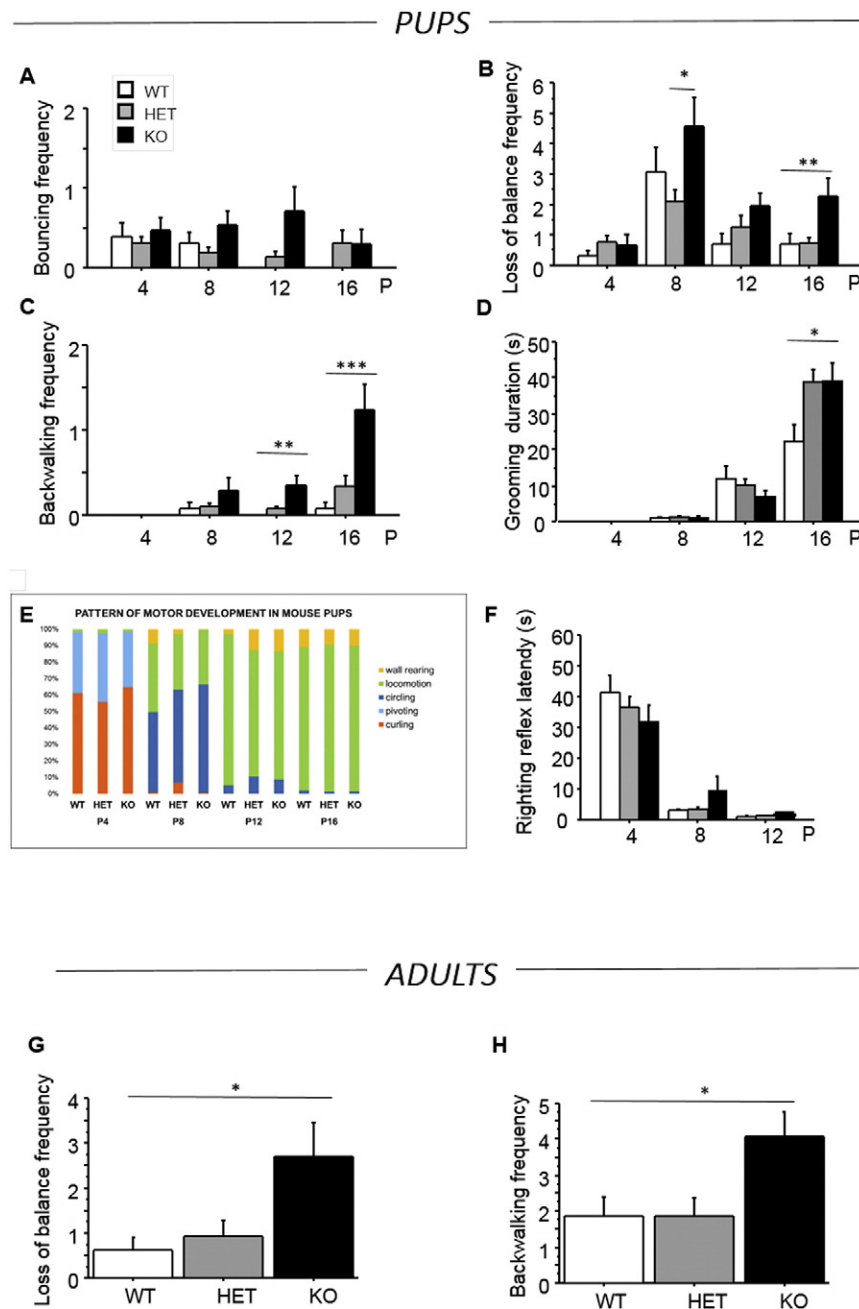 PUPS
A
WT
HET
KO
2
1
0
Bouncing frequency
4 8 12 16 P
B
*
**
6
5
4
3
2
1
0
Loss of balance frequency
4 8 12 16 P
C
**
***
2
1
0
Backwalking frequency
4 8 12 16 P
D
*
50
40
30
20
10
0
Grooming duration (s)
4 8 12 16 P
E
PATTERN OF MOTOR DEVELOPMENT IN MOUSE PUPS
100%
90%
80%
70%
60%
50%
40%
30%
20%
10%
0%
wall rearing
locomotion
circling
pivoting
curling
WT HET KO WT HET KO WT HET KO WT HET KO
P4 P8 P12 P16
F
60
50
40
30
20
10
0
Righting reflex latendy (s)
4 8 12 P
ADULTS
G
*
4
3
2
1
0
Loss of balance frequency
WT HET KO
H
*
5
4
3
2
1
0
Backwalking frequency
WT HET KO